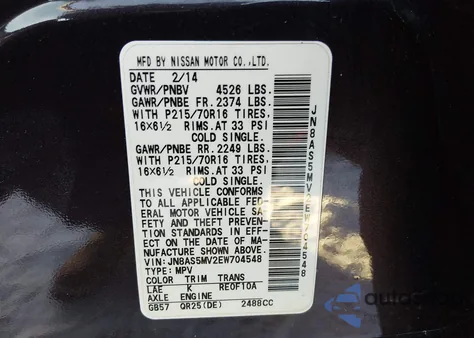 MFD BY NISSAN MOTOR CO.,LTD.
DATE 2/14
GVWR/PNBV 4526 LBS.
GAWR/PNBE FR. 2374 LBS.
WITH P215/70R16 TIRES,
16X6½ RIMS.AT 33 PSI
COLD SINGLE.
GAWR/PNBE RR. 2249 LBS.
WITH P215/70R16 TIRES,
16X6½ RIMS.AT 33 PSI
COLD SINGLE.
THIS VEHICLE CONFORMS
TO ALL APPLICABLE FED-
ERAL MOTOR VEHICLE SA-
FETY AND THEFT PREVEN-
TION STANDARDS IN EFF-
ECT ON THE DATE OF MA-
NUFACTURE SHOWN ABOVE.
VIN: JN8AS5MV2EW704548
TYPE: MPV
COLOR TRIM TRANS
LAE K RE0F10A
AXLE ENGINE
GB57 QR25(DE) 2488CC
JN8AS5MV2EW704548